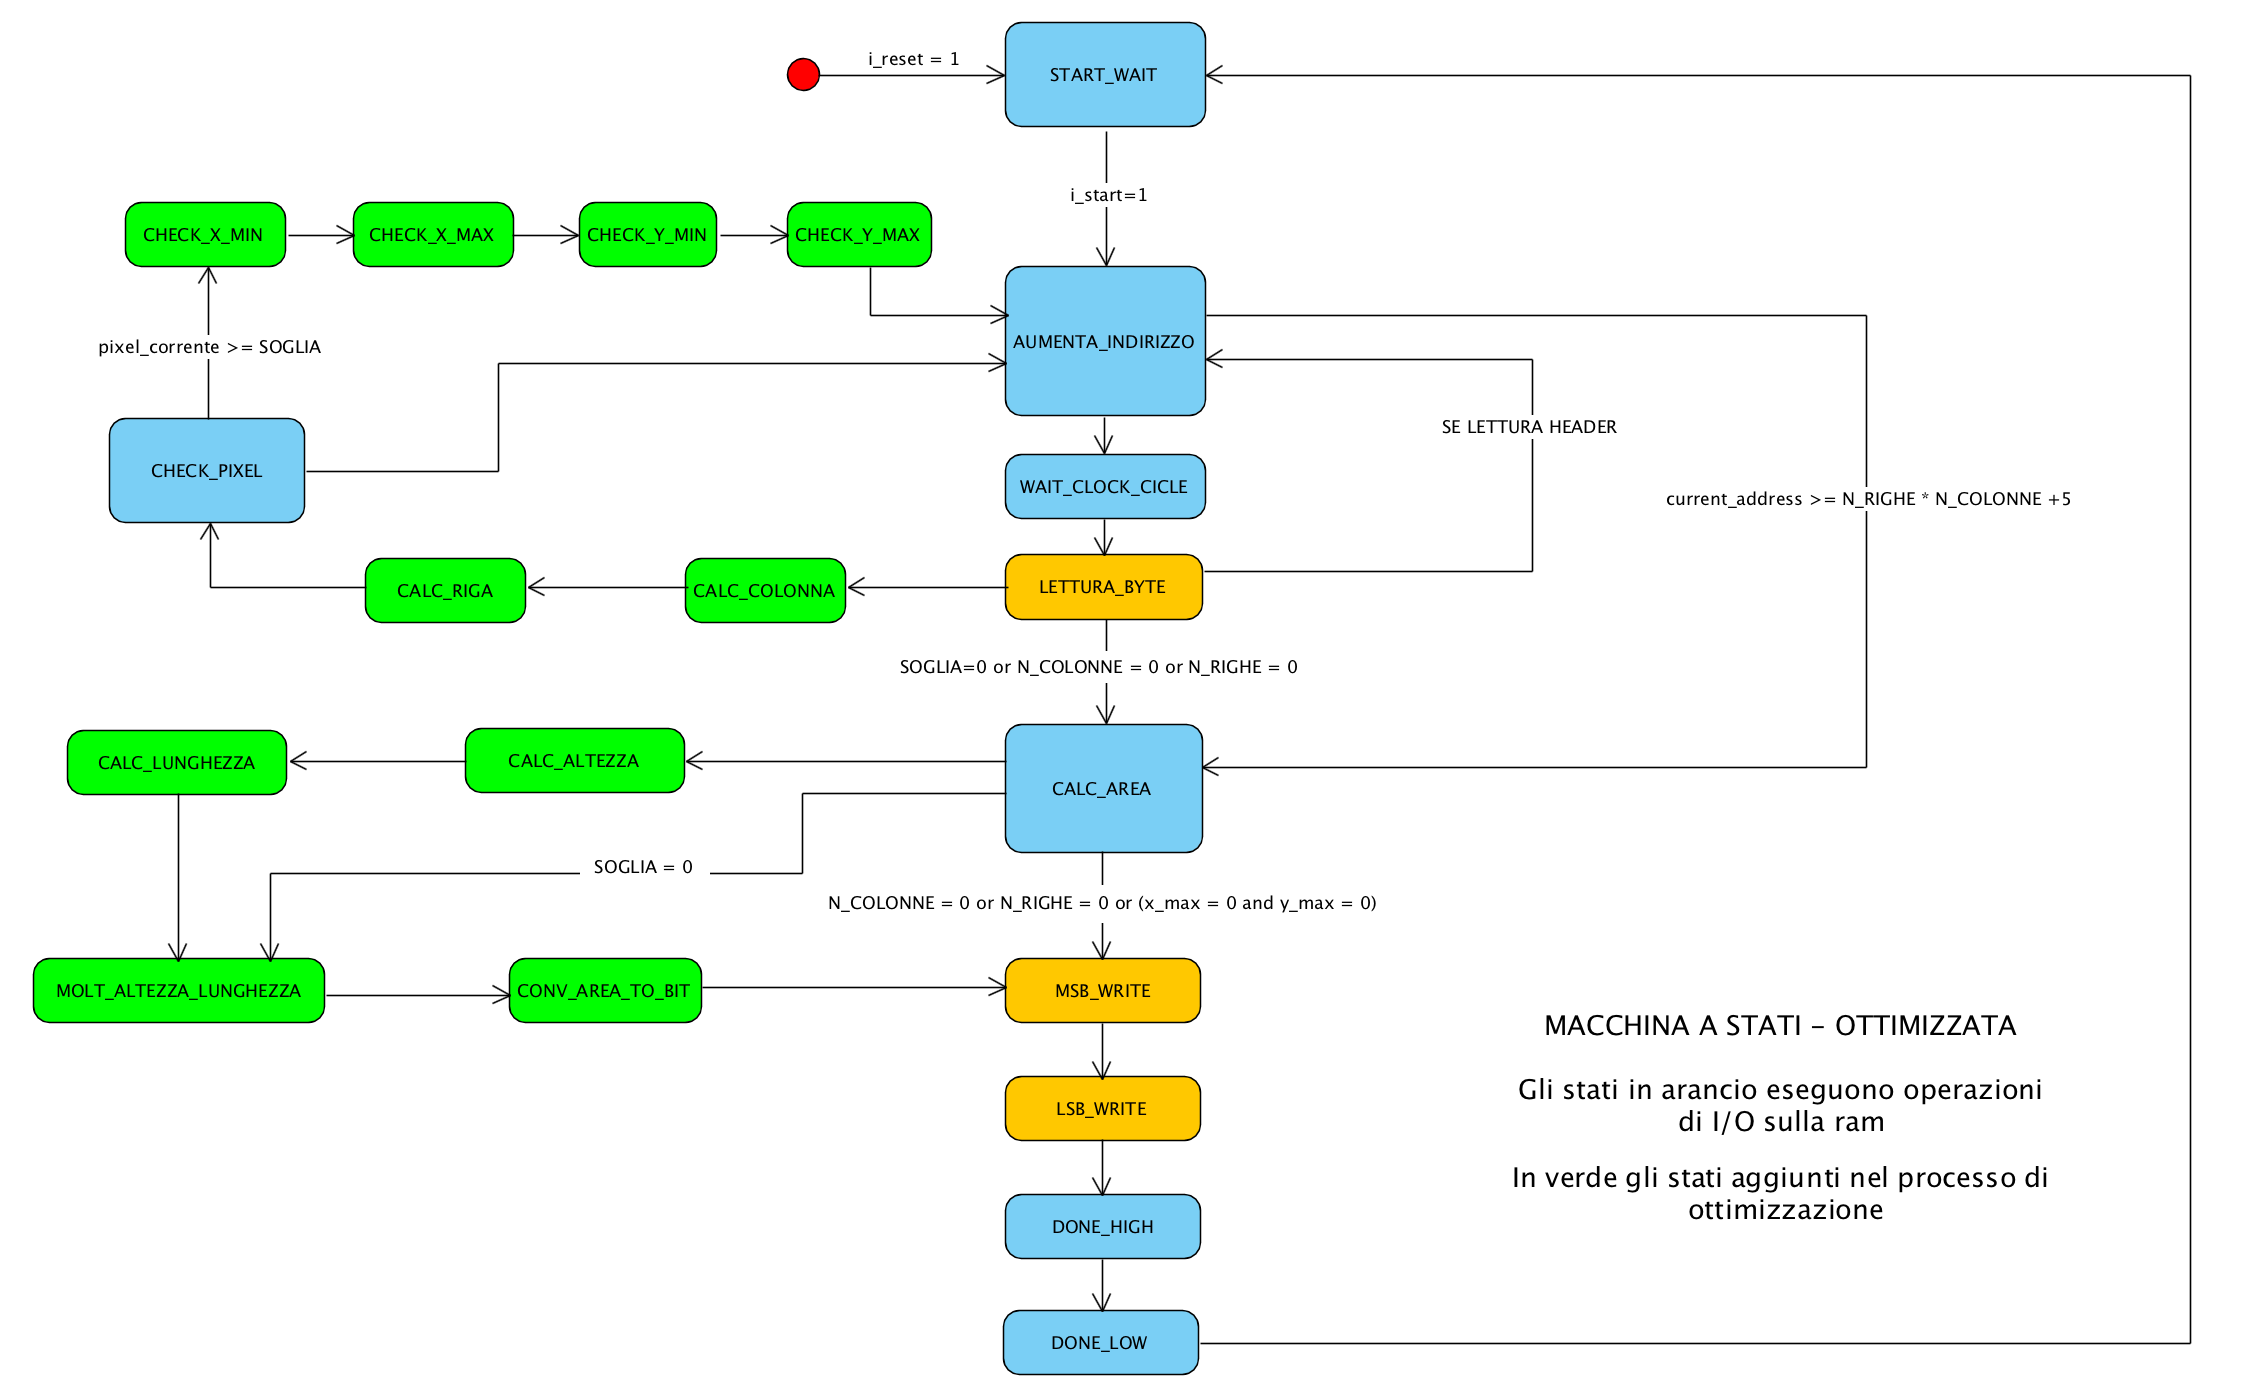 i_reset = 1
START_WAIT
i_start=1
CHECK_X_MIN
CHECK_X_MAX
CHECK_Y_MIN
CHECK_Y_MAX
AUMENTA_INDIRIZZO
pixel_corrente >= SOGLIA
SE LETTURA HEADER
CHECK_PIXEL
WAIT_CLOCK_CICLE
current_address >= N_RIGHE * N_COLONNE +5
CALC_RIGA
CALC_COLONNA
LETTURA_BYTE
SOGLIA=0 or N_COLONNE = 0 or N_RIGHE = 0
CALC_LUNGHEZZA
CALC_ALTEZZA
CALC_AREA
SOGLIA = 0
N_COLONNE = 0 or N_RIGHE = 0 or (x_max = 0 and y_max = 0)
MOLT_ALTEZZA_LUNGHEZZA
CONV_AREA_TO_BIT
MSB_WRITE
MACCHINA A STATI – OTTIMIZZATA
Gli stati in arancio eseguono operazioni
di I/O sulla ram
LSB_WRITE
In verde gli stati aggiunti nel processo di
ottimizzazione
DONE_HIGH
DONE_LOW